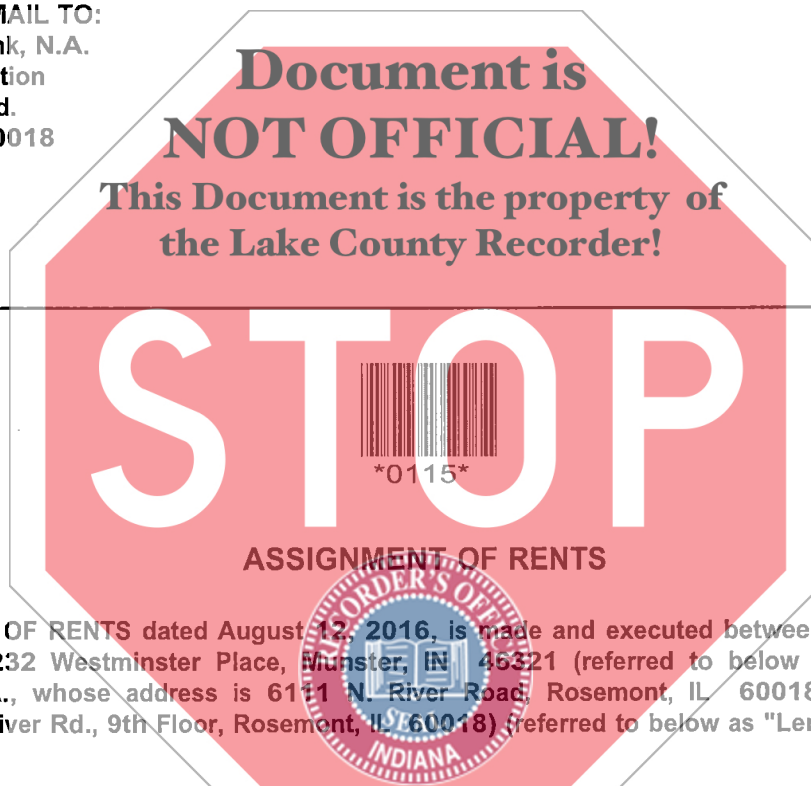 MAIL TO:
nk, N.A.
tion
d.
0018
Document is
NOT OFFICIAL!
This Document is the property of
the Lake County Recorder!
STOP
*0115*
ASSIGNMENT OF RENTS
RECORDER'S OFFICE
OF RENTS dated August 12, 2016, is made and executed betwee
232 Westminster Place, Munster, IN 46321 (referred to below
A., whose address is 6111 N. River Road, Rosemont, IL 60018
iver Rd., 9th Floor, Rosemont, IL 60018) (referred to below as "Len
SEAL
INDIANA